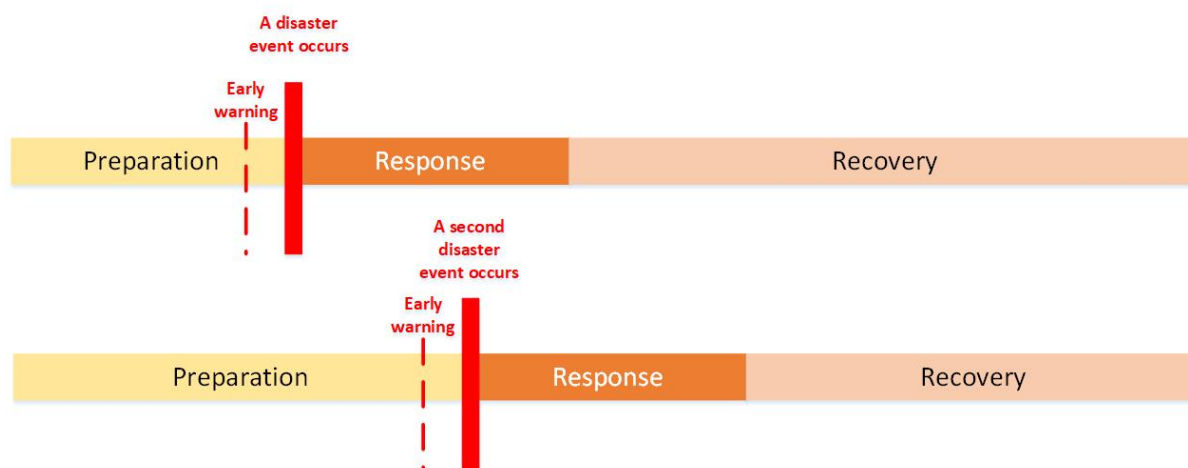 A disaster
event occurs
Early
warning
Preparation
Response
Recovery
A second
disaster
event occurs
Early
warning
Preparation
Response
Recovery